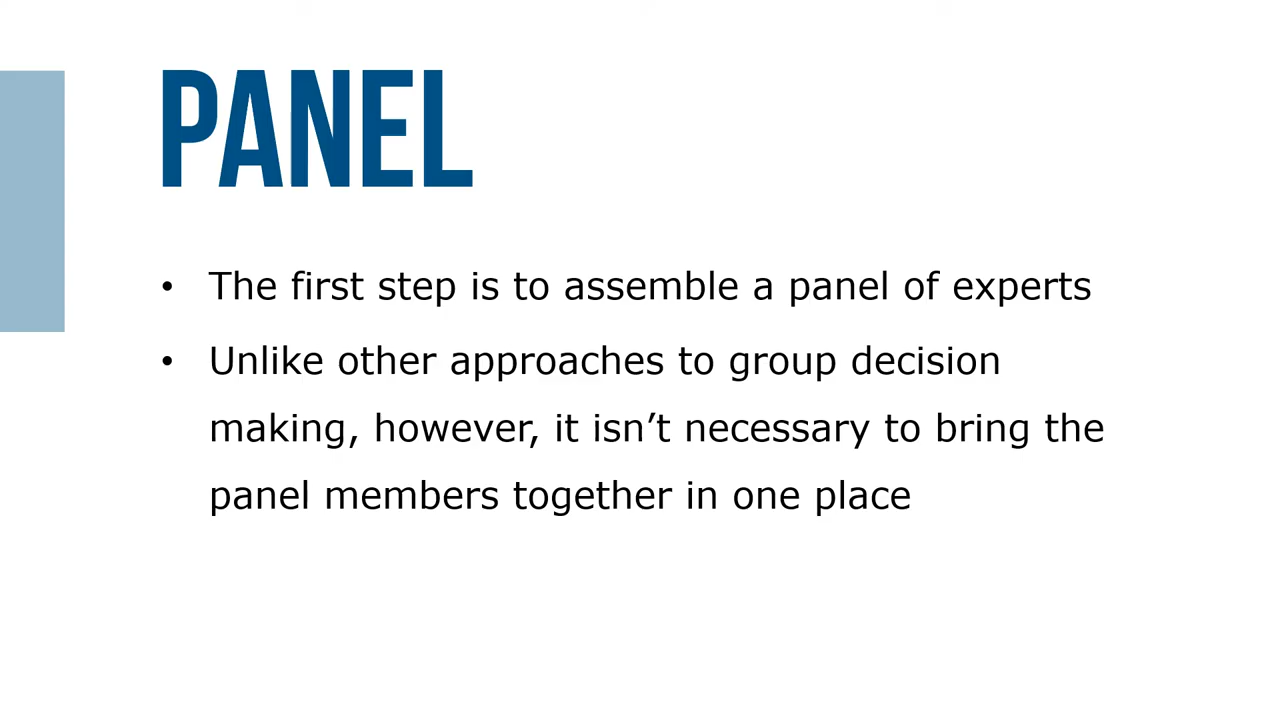 PANEL
• The first step is to assemble a panel of experts
• Unlike other approaches to group decision
making, however, it isn’t necessary to bring the
panel members together in one place